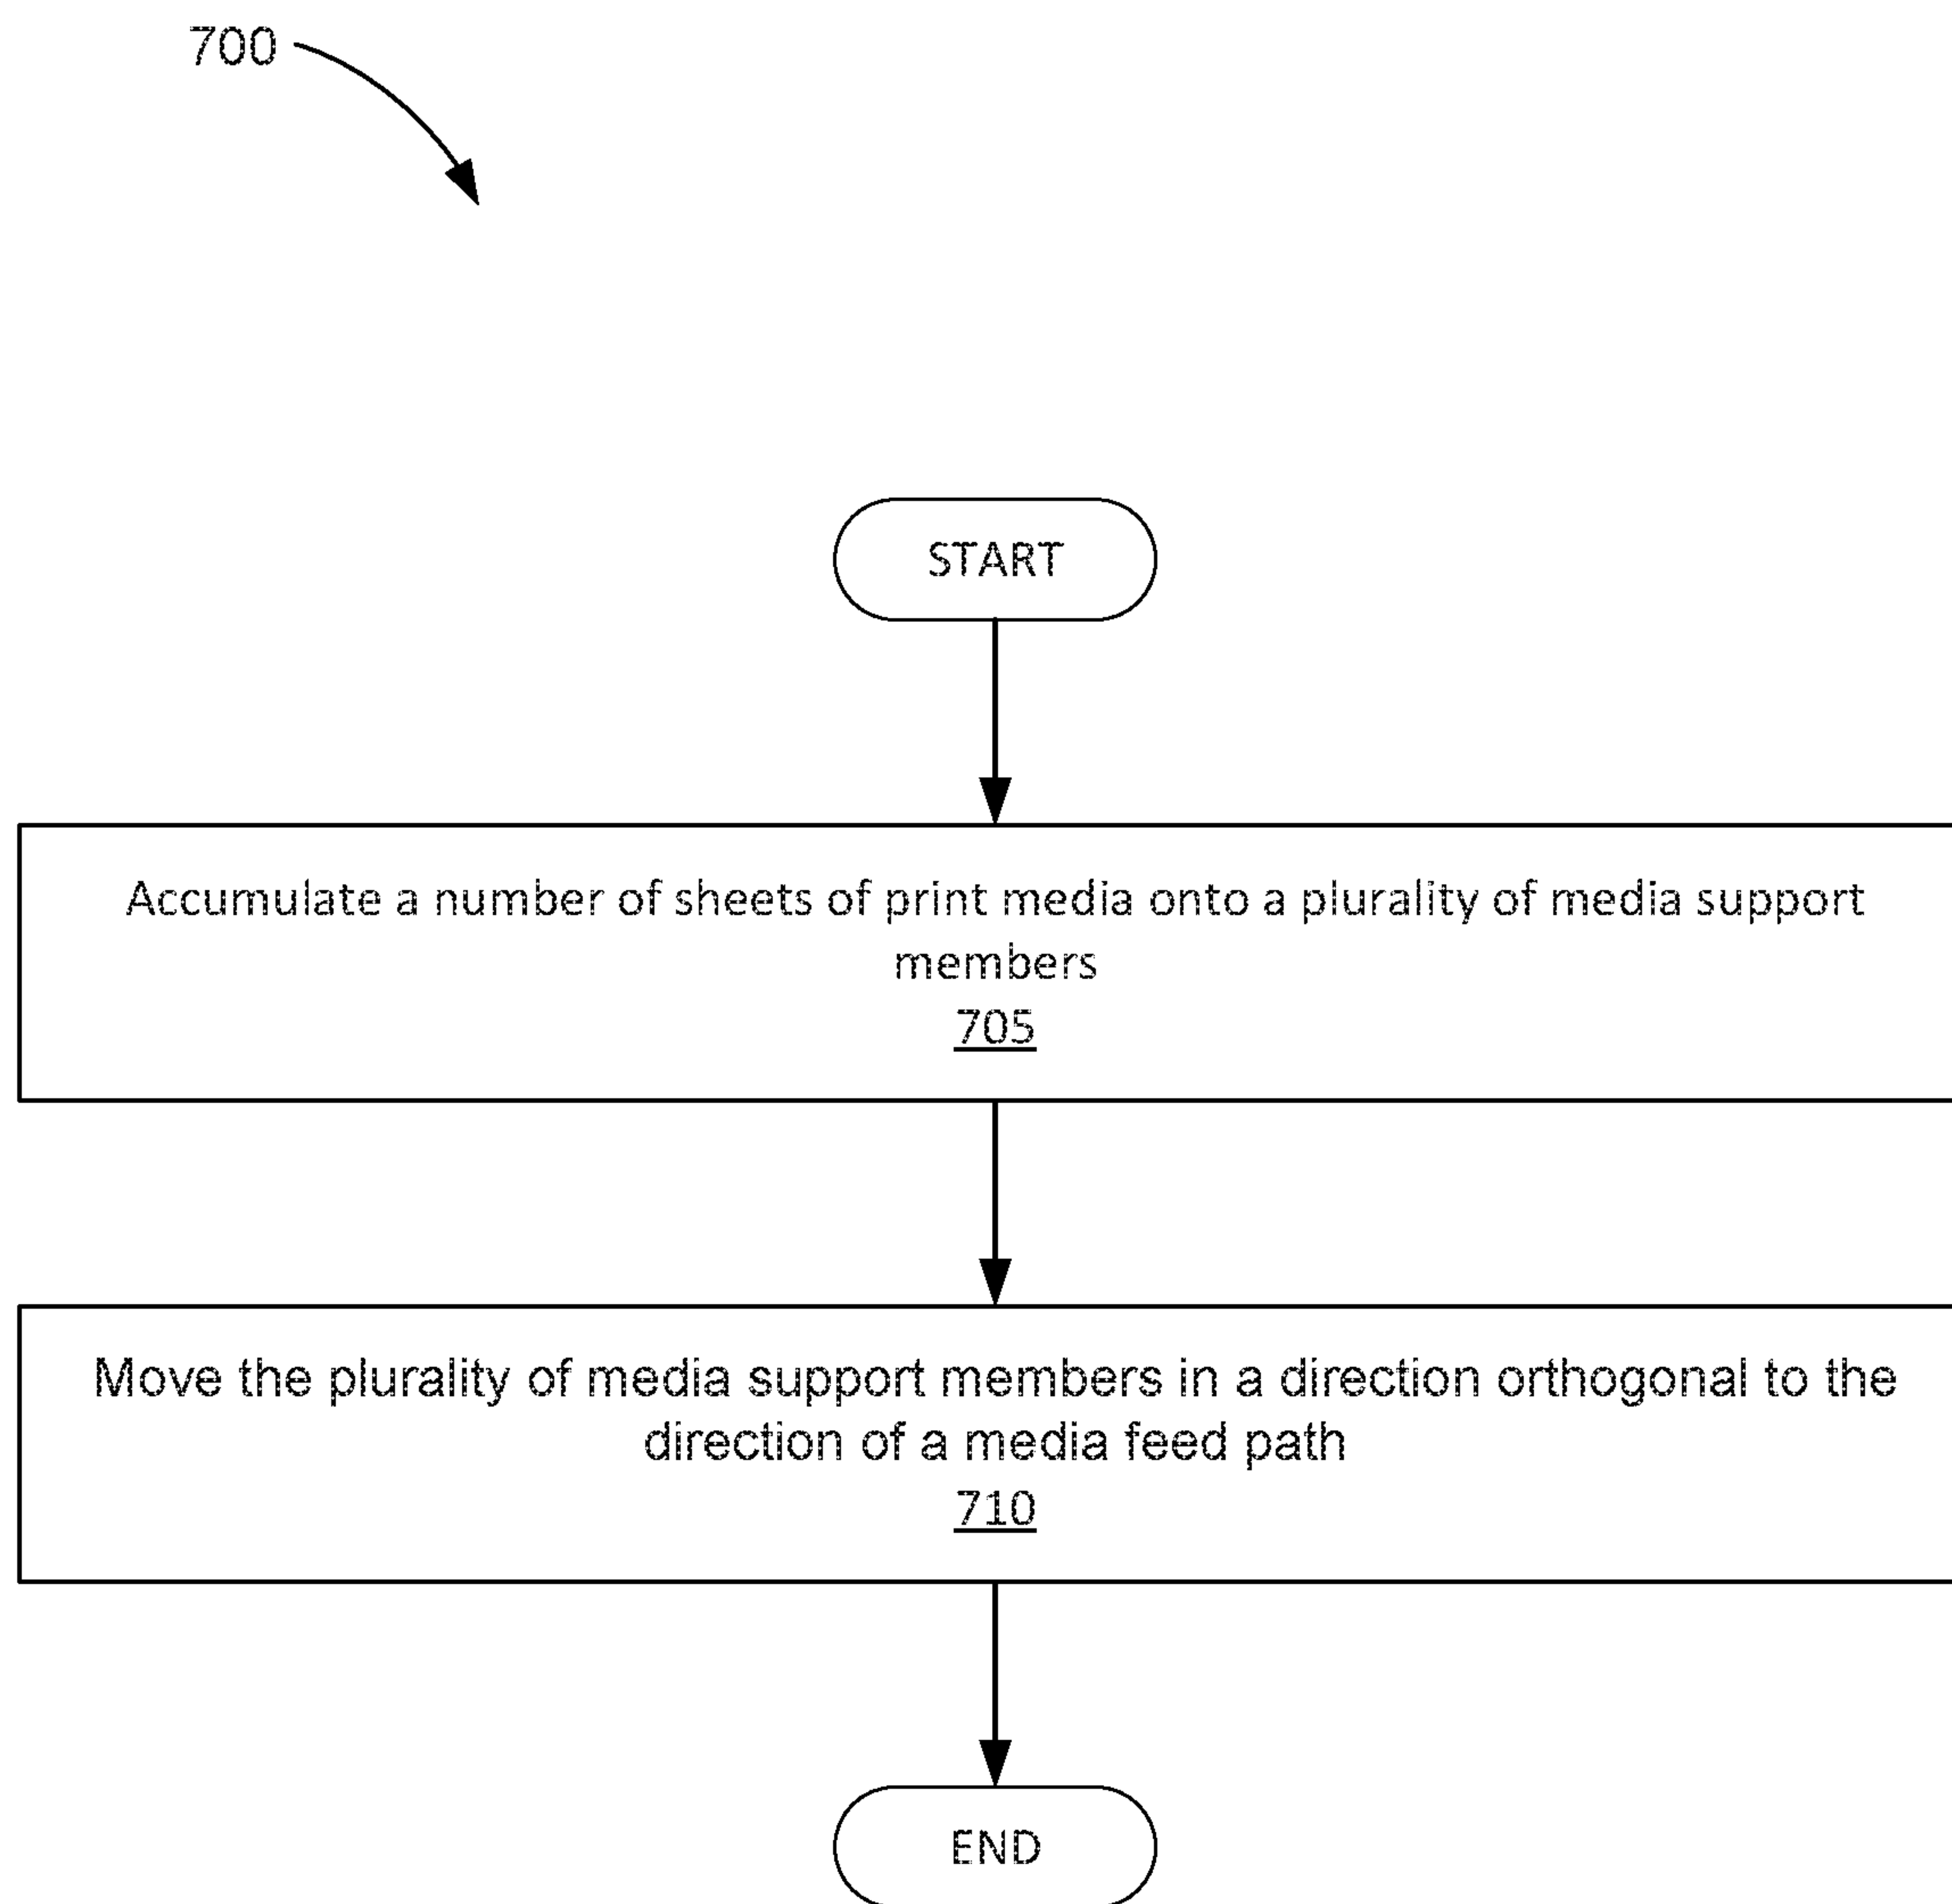 700
START
Accumulate a number of sheets of print media onto a plurality of media support
members
705
Move the plurality of media support members in a direction orthogonal to the
direction of a media feed path
710
END